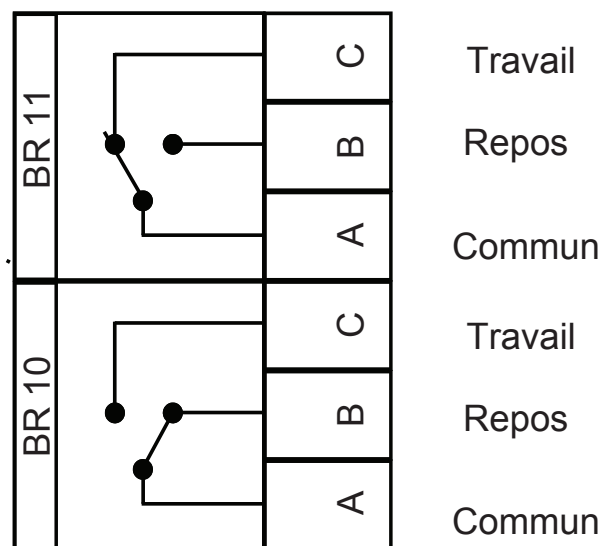 BR 11
C
Travail
B
Repos
A
Commun
BR 10
C
Travail
B
Repos
A
Commun